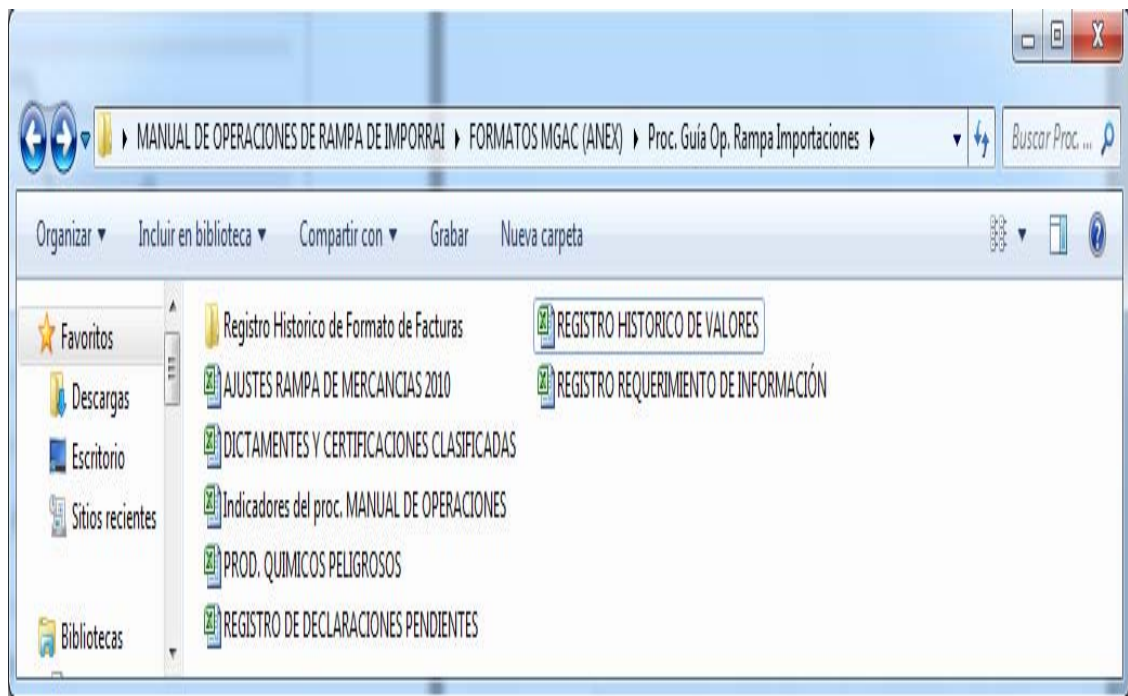 MANUAL DE OPERACIONES DE RAMPA DE IMPORRAI ▸ FORMATOS MGAC (ANEX) ▸ Proc. Guía Op. Rampa Importaciones ▸
Buscar Proc. ...
Organizar Incluir en biblioteca Compartir con Grabar Nueva carpeta
Favoritos
Descargas
Escritorio
Sitios recientes
Bibliotecas
Registro Historico de Formato de Facturas
AJUSTES RAMPA DE MERCANCIAS 2010
DICTAMENTES Y CERTIFICACIONES CLASIFICADAS
Indicadores del proc. MANUAL DE OPERACIONES
PROD. QUIMICOS PELIGROSOS
REGISTRO DE DECLARACIONES PENDIENTES
REGISTRO HISTORICO DE VALORES
REGISTRO REQUERIMIENTO DE INFORMACIÓN